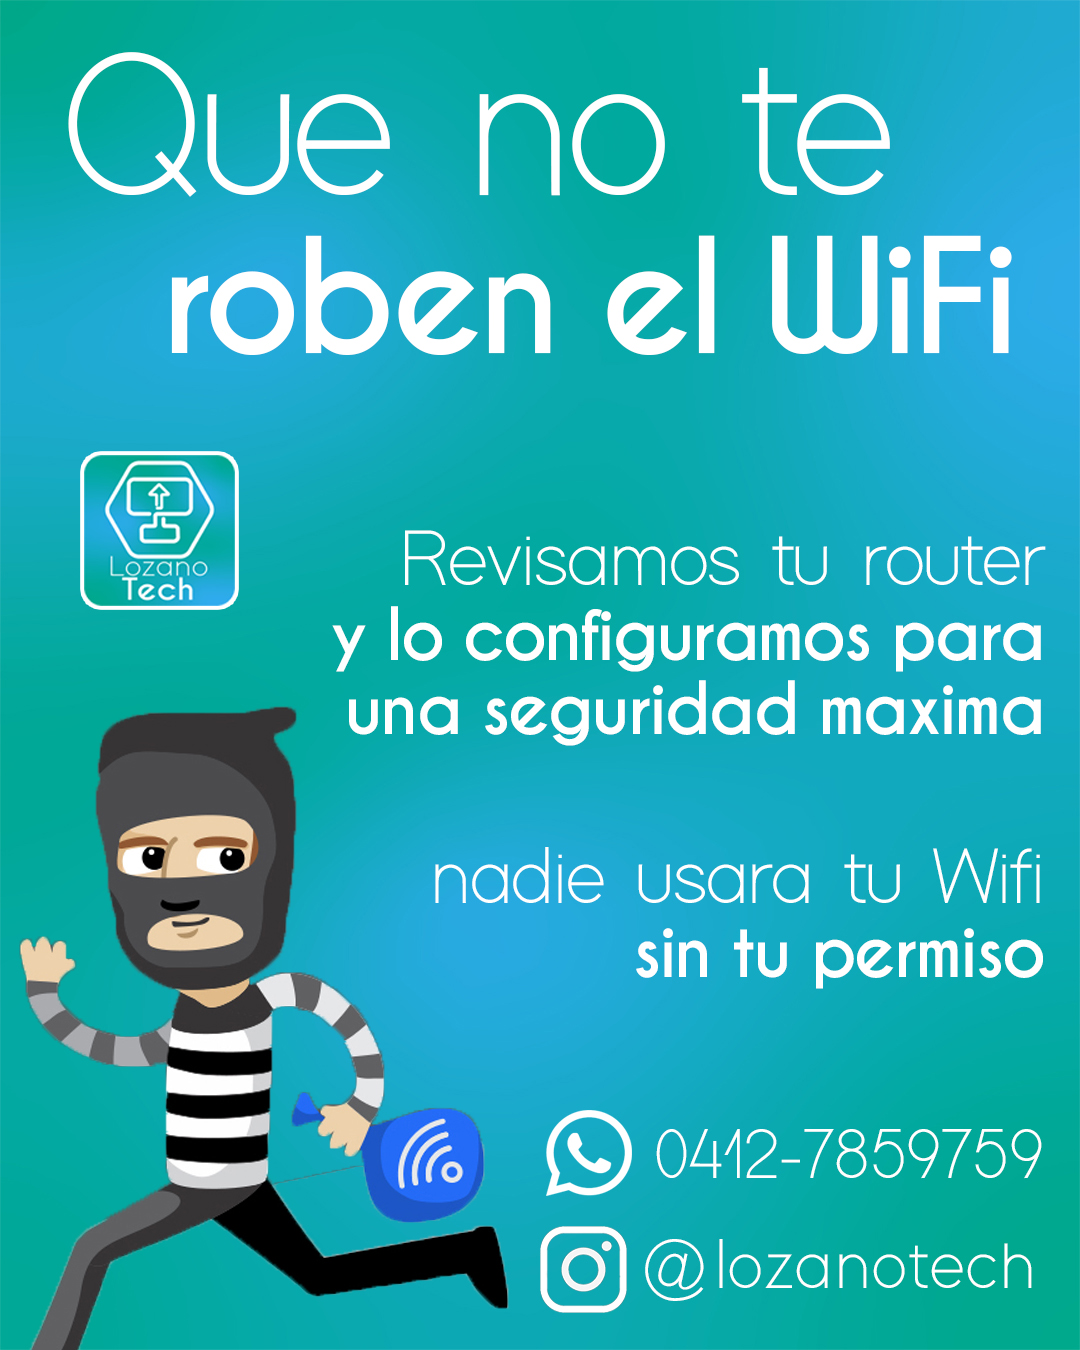 Que no te
roben el WiFi
Lozano
Tech
Revisamos tu router
y lo configuramos para
una seguridad maxima
nadie usara tu Wifi
sin tu permiso
0412-7859759
@lozanotech